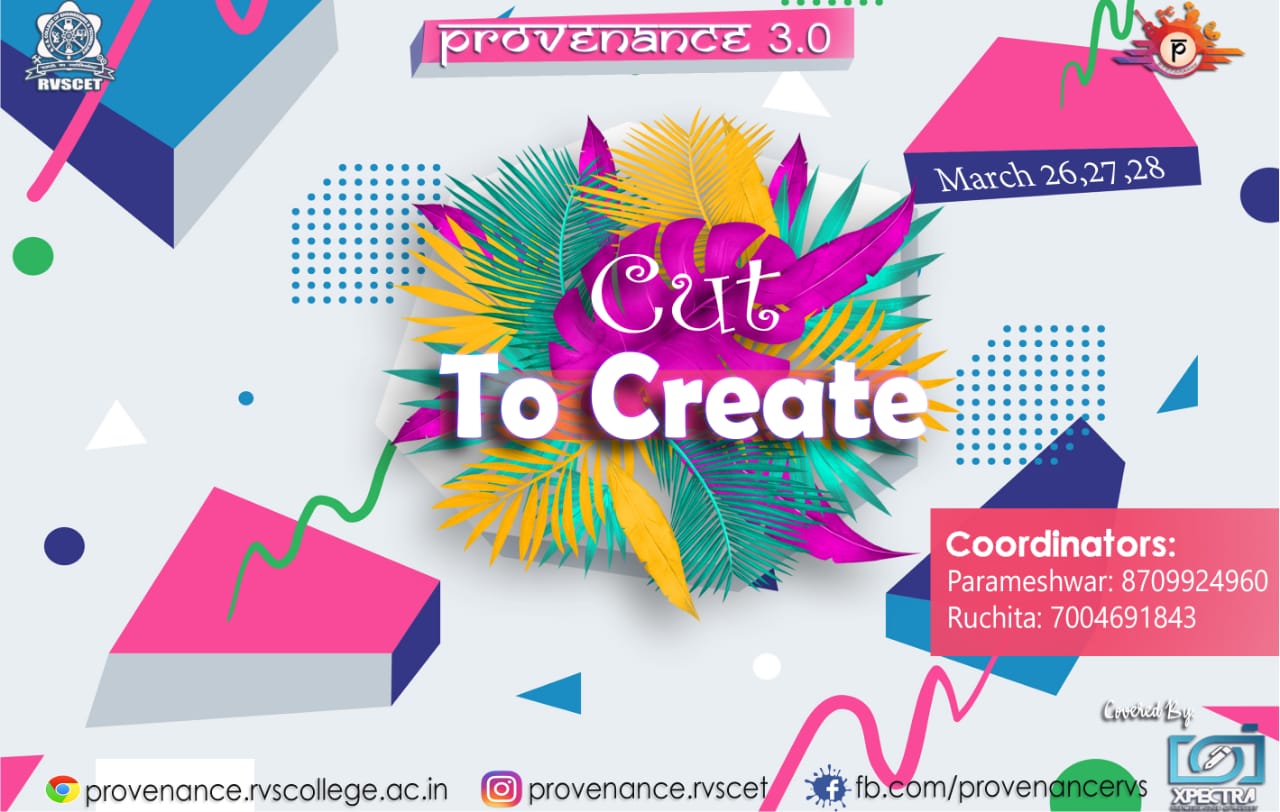 RVSCET
PROVENANCE 3.0
March 26,27,28
Cut
To Create
Coordinators:
Parameshwar: 8709924960
Ruchita: 7004691843
Covered By:
XPECTRA
provenance.rvscollege.ac.in
provenance.rvscet
fb.com/provenancervs